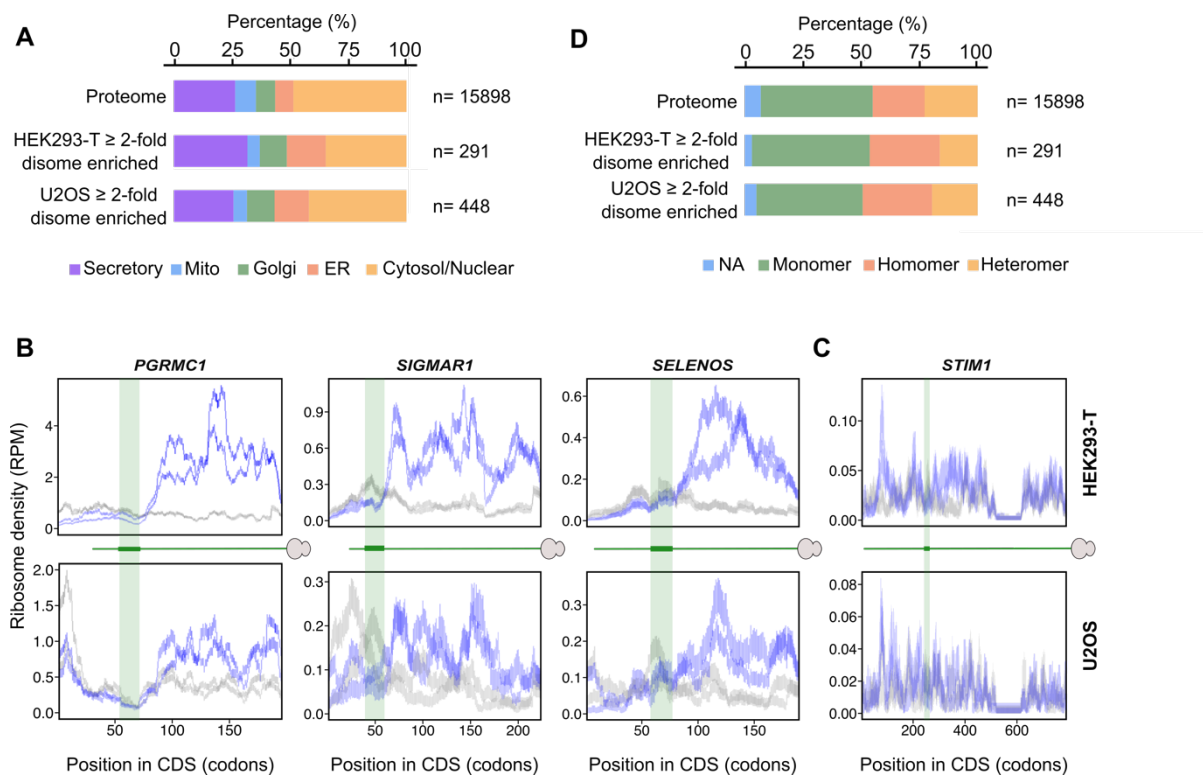 A
Percentage (%)
0 25 50 75 100
Proteome
n= 15898
HEK293-T ≥ 2-fold
disome enriched
n= 291
U2OS ≥ 2-fold
disome enriched
n= 448
Secretory Mito Golgi ER Cytosol/Nuclear
D
Percentage (%)
0 25 50 75 100
Proteome
n= 15898
HEK293-T ≥ 2-fold
disome enriched
n= 291
U2OS ≥ 2-fold
disome enriched
n= 448
NA Monomer Homomer Heteromer
B
Ribosome density (RPM)
PGRMC1
4
2
0
2.0
1.5
1.0
0.5
0.0
50 100 150
Position in CDS (codons)
SIGMAR1
0.9
0.6
0.3
0.0
0.3
0.2
0.1
0.0
50 100 150 200
Position in CDS (codons)
SELENOS
0.6
0.4
0.2
0.0
0.3
0.2
0.1
0.0
50 100 150
Position in CDS (codons)
C
STIM1
0.10
0.05
0.00
HEK293-T
0.08
0.06
0.04
0.02
0.00
200 400 600
U2OS
Position in CDS (codons)